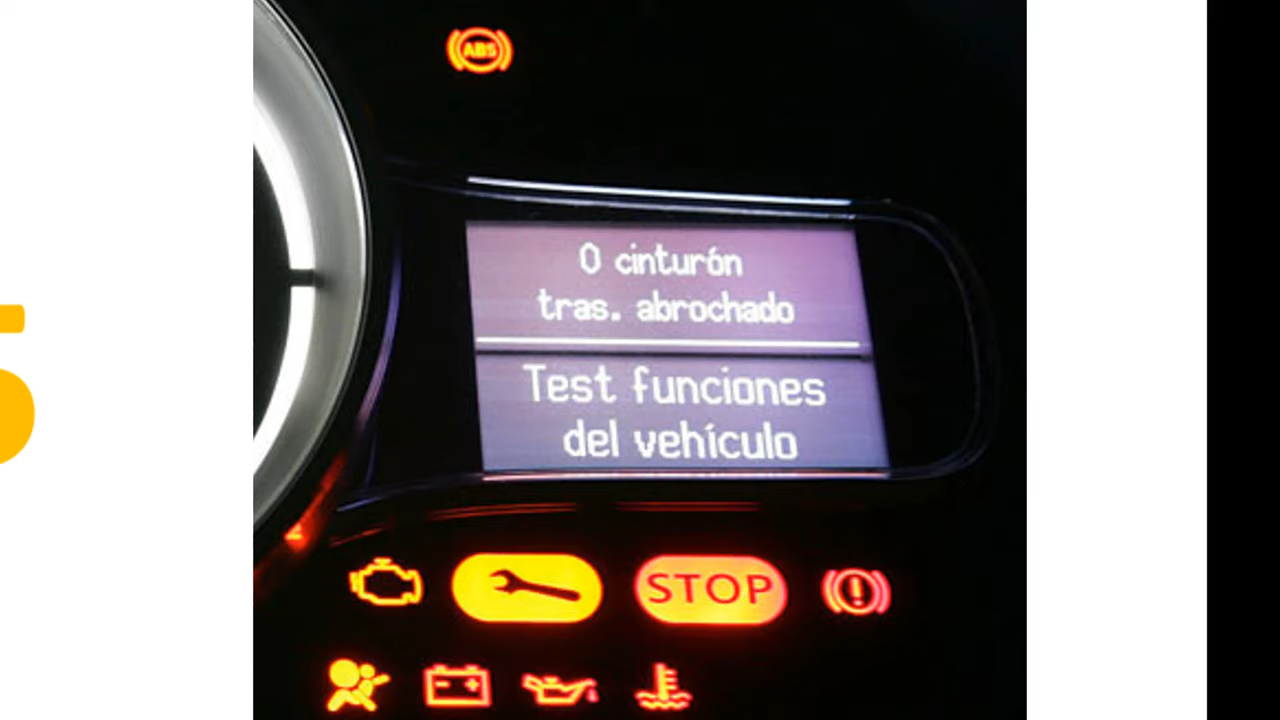 ABS
0 cinturón
tras. abrochado
Test funciones
del vehículo
STOP